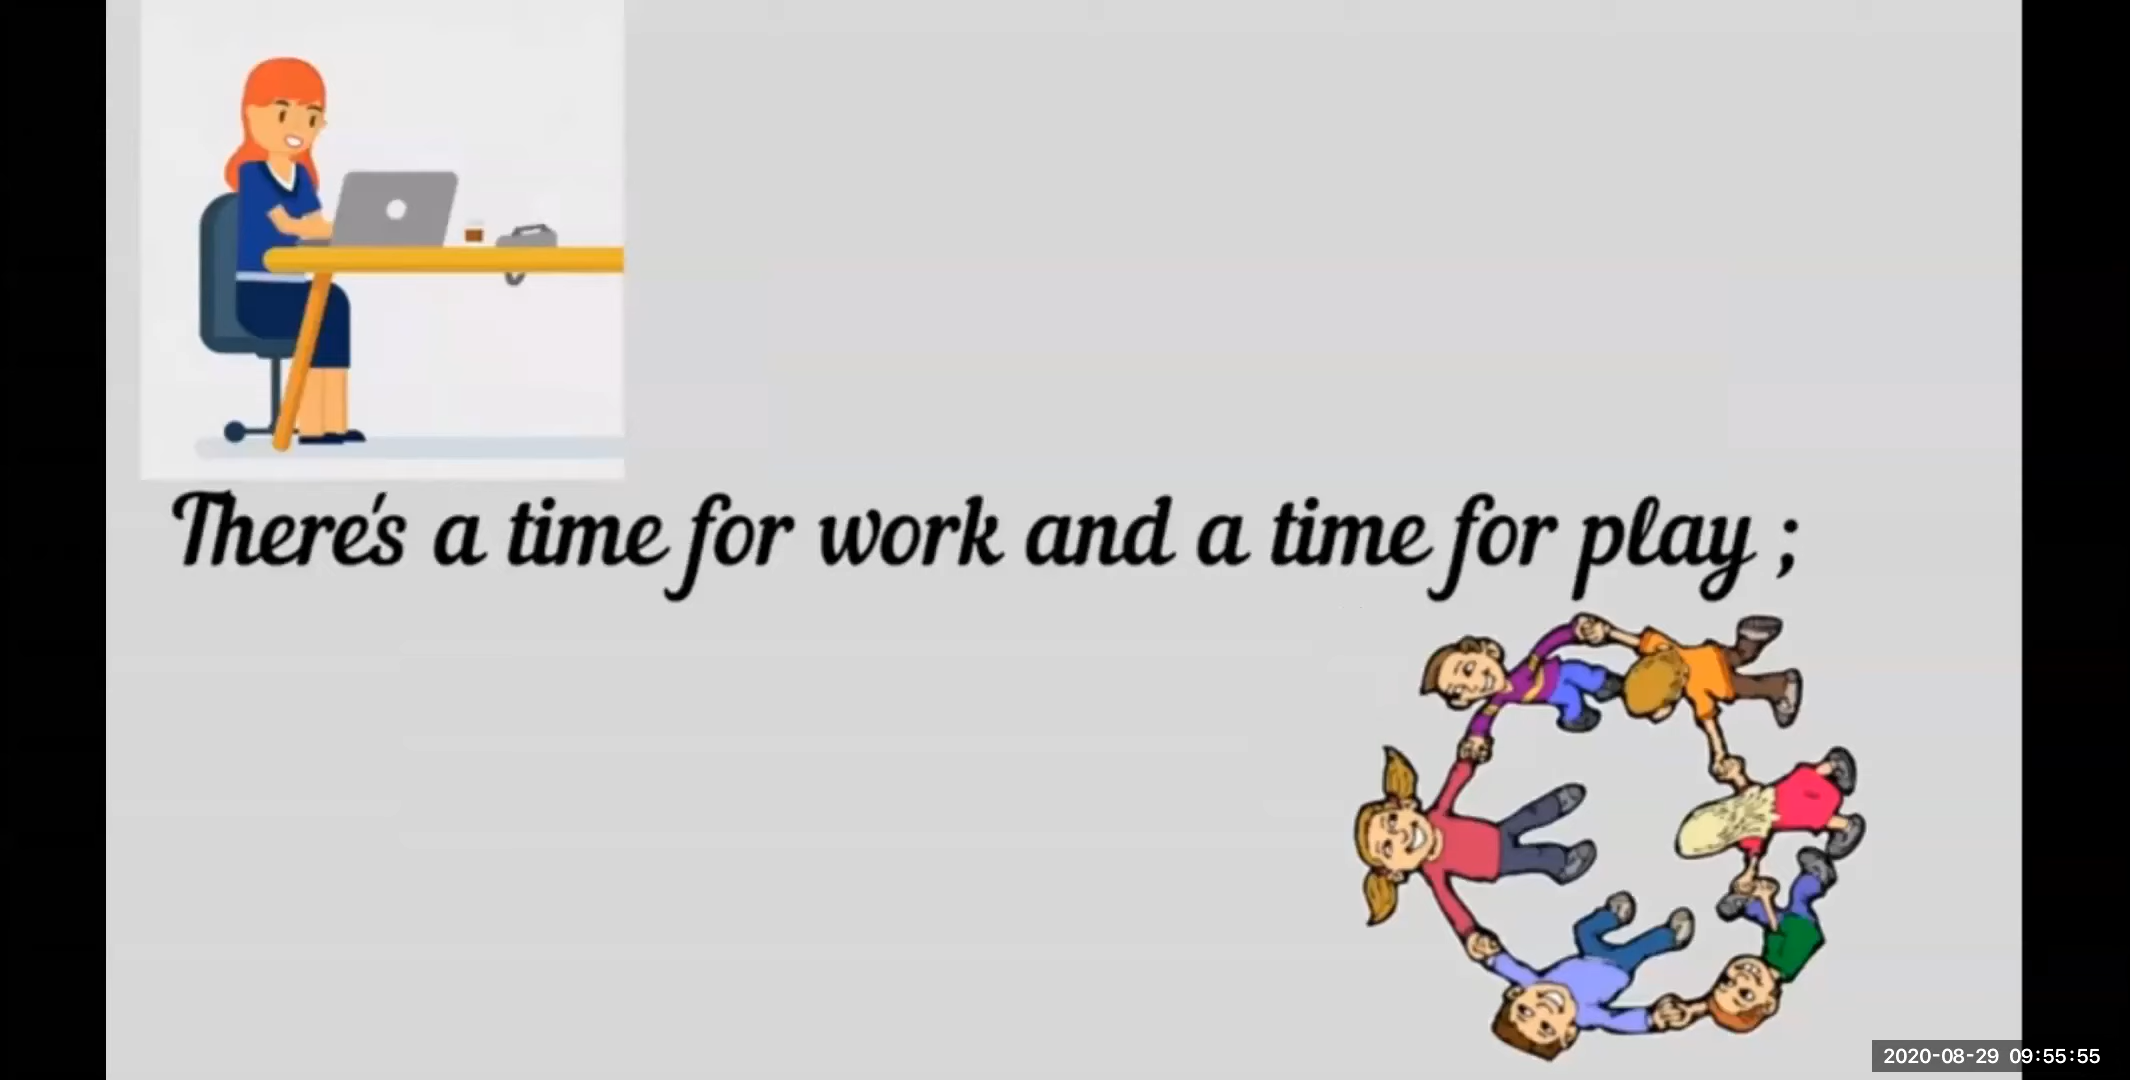 There's a time for work and a time for play ;
2020-08-29 09:55:55